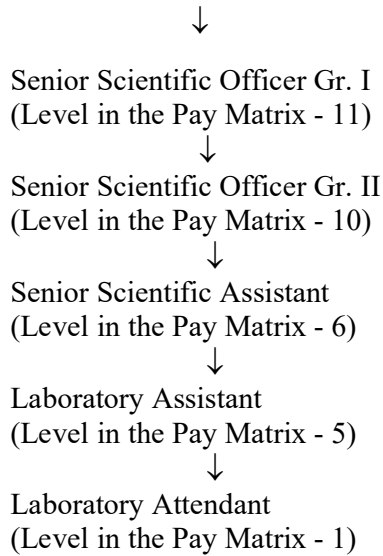 ↓
Senior Scientific Officer Gr. I
(Level in the Pay Matrix - 11)
↓
Senior Scientific Officer Gr. II
(Level in the Pay Matrix - 10)
↓
Senior Scientific Assistant
(Level in the Pay Matrix - 6)
↓
Laboratory Assistant
(Level in the Pay Matrix - 5)
↓
Laboratory Attendant
(Level in the Pay Matrix - 1)